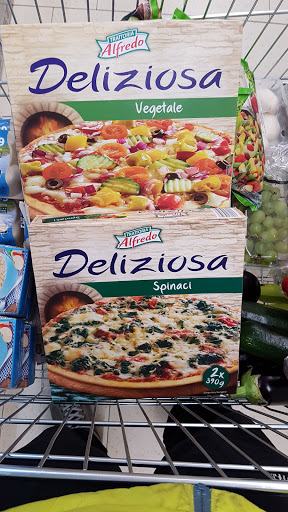 TRATTORIA
Alfredo
Deliziosa
Vegetale
TRATTORIA
Alfredo
Deliziosa
Spinaci
2x
390g